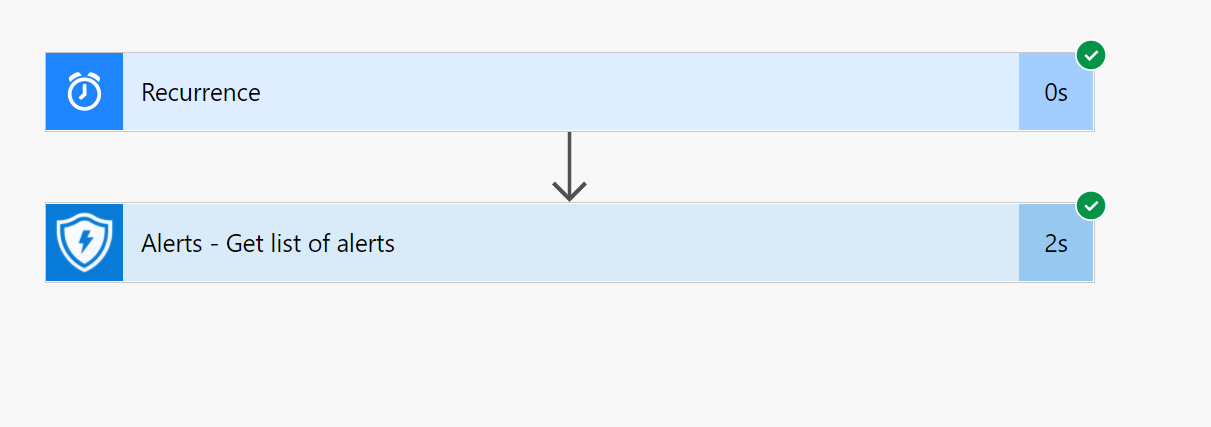 Recurrence
0s
Alerts - Get list of alerts
2s